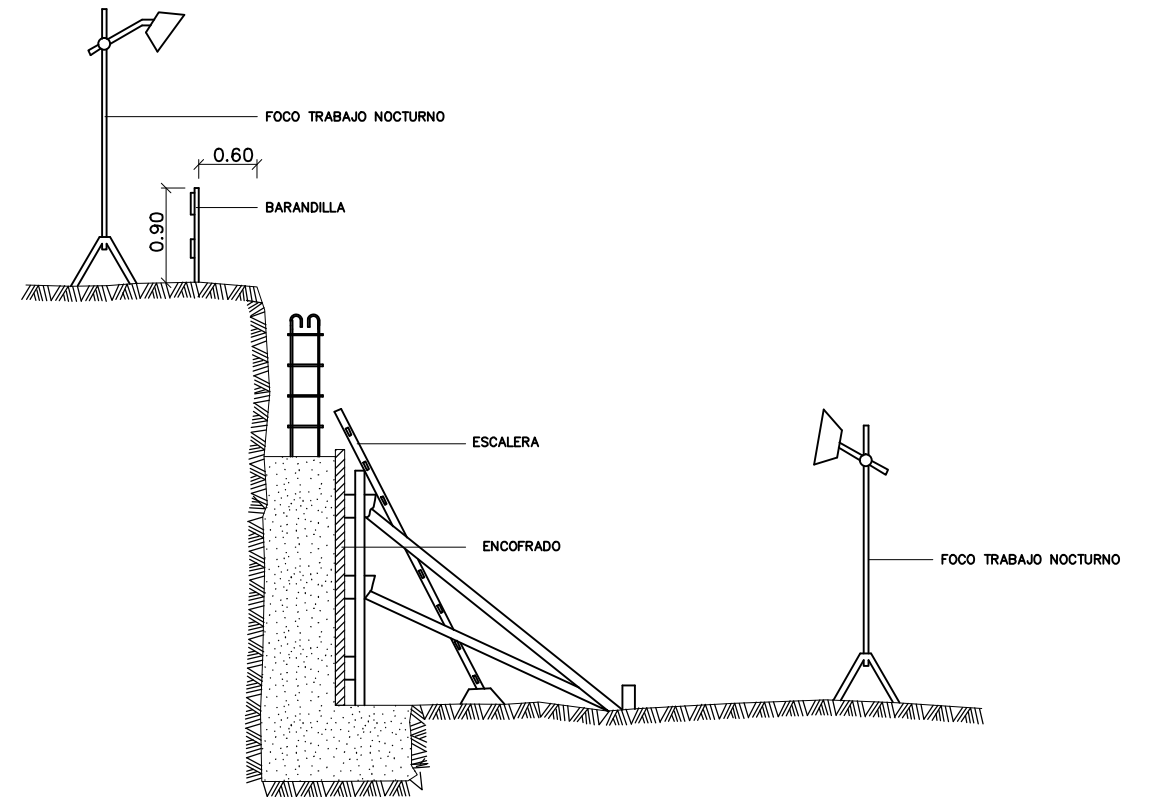 FOCO TRABAJO NOCTURNO
0.60
BARANDILLA
0.90
ESCALERA
ENCOFRADO
FOCO TRABAJO NOCTURNO